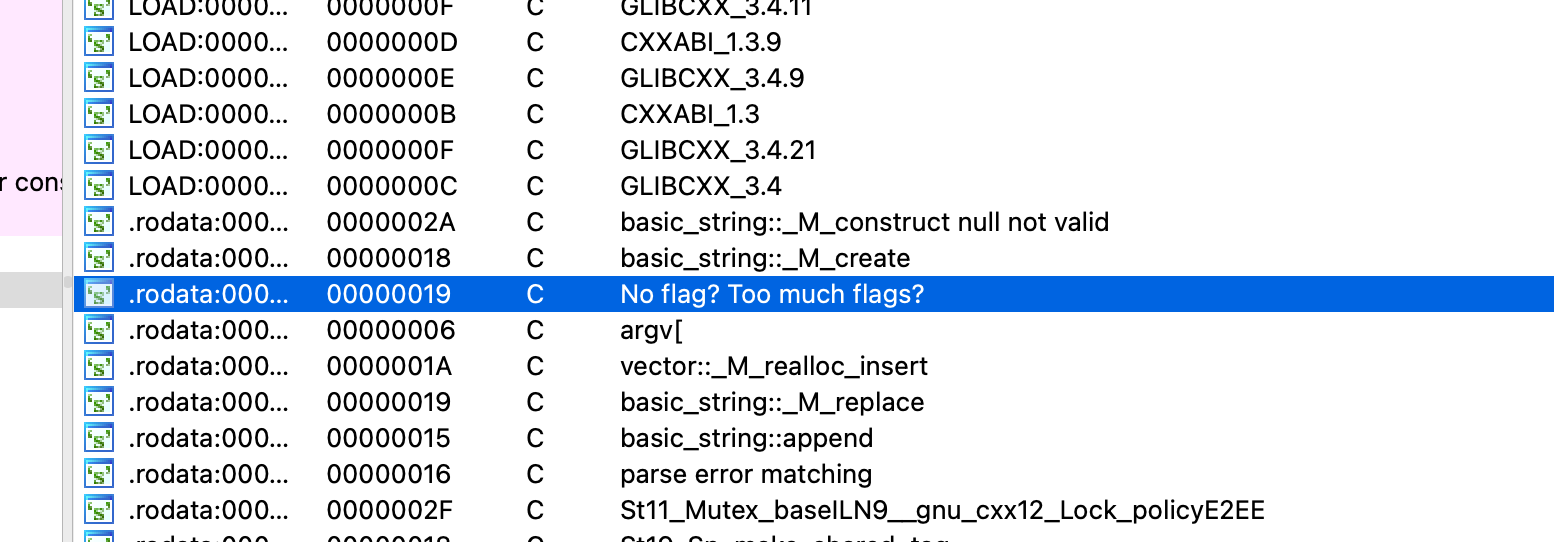 LOAD:0000... 0000000F C GLIBCXX_3.4.11
LOAD:0000... 0000000D C CXXABI_1.3.9
LOAD:0000... 0000000E C GLIBCXX_3.4.9
LOAD:0000... 0000000B C CXXABI_1.3
LOAD:0000... 0000000F C GLIBCXX_3.4.21
r cons LOAD:0000... 0000000C C GLIBCXX_3.4
.rodata:000... 0000002A C basic_string::_M_construct null not valid
.rodata:000... 00000018 C basic_string::_M_create
.rodata:000... 00000019 C No flag? Too much flags?
.rodata:000... 00000006 C argv[
.rodata:000... 0000001A C vector::_M_realloc_insert
.rodata:000... 00000019 C basic_string::_M_replace
.rodata:000... 00000015 C basic_string::append
.rodata:000... 00000016 C parse error matching
.rodata:000... 0000002F C St11_Mutex_baseILN9__gnu_cxx12_Lock_policyE2EE